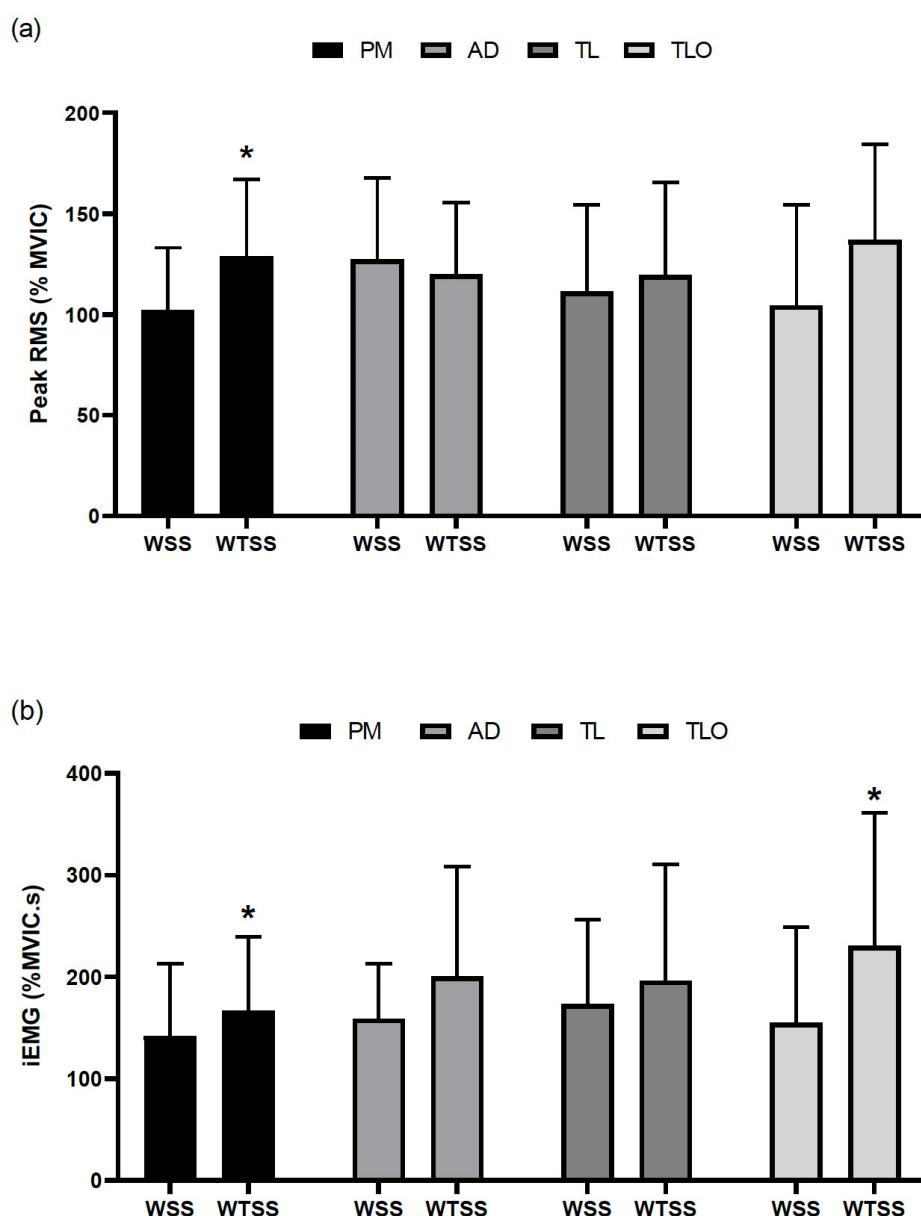 (a)
PM AD TL TLO
Peak RMS (% MVIC)
200
150
100
50
0
*
WSS WTSS WSS WTSS WSS WTSS WSS WTSS
(b)
PM AD TL TLO
iEMG (%MVIC.s)
400
300
200
100
0
*
*
WSS WTSS WSS WTSS WSS WTSS WSS WTSS